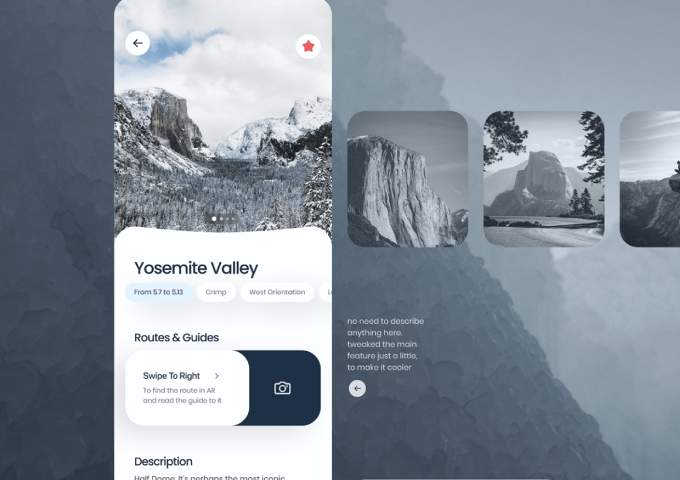 Yosemite Valley
From 5.7 to 5.13
Crimp
West Orientation
Routes & Guides
Swipe To Right
To find the route in AR
and read the guide to it
Description
Half Dome: It's perhaps the most iconic
no need to describe
anything here.
tweaked the main
feature just a little,
to make it cooler